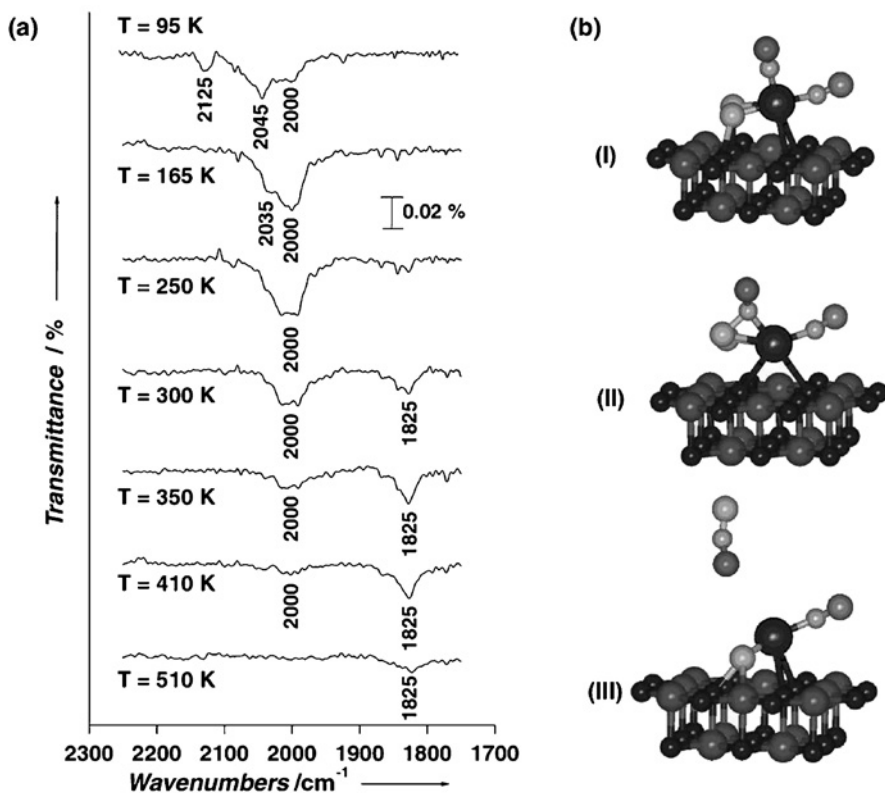 (a)
T = 95 K
2125
2045
2000
T = 165 K
2035
2000
0.02 %
T = 250 K
2000
T = 300 K
2000
1825
T = 350 K
2000
1825
T = 410 K
2000
1825
T = 510 K
1825
Transmittance / %
2300 2100 2200 2000 1900 1800 1700
Wavenumbers /cm⁻¹
(b)
(I)
(II)
(III)